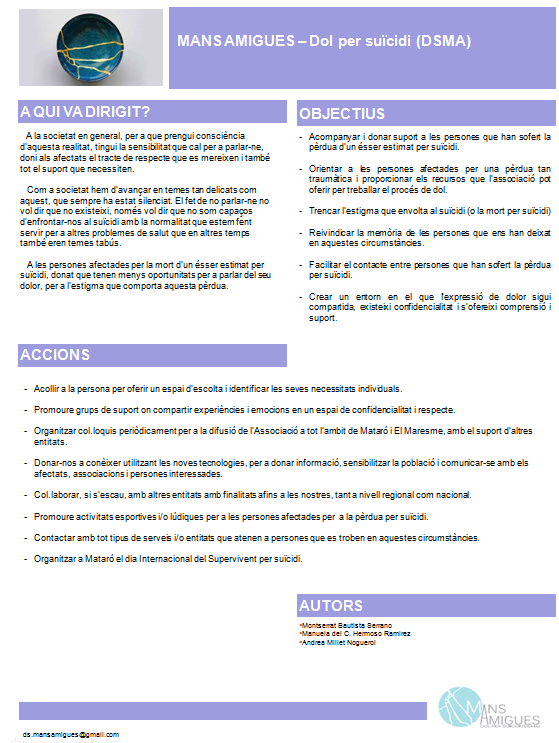 MANS AMIGUES – Dol per suïcidi (DSMA)
A QUI VA DIRIGIT?
A la societat en general, per a que prengui consciència
d'aquesta realitat, tingui la sensibilitat que cal per a parlar-ne,
doni als afectats el tracte de respecte que es mereixen i també
tot el suport que necessiten.
Com a societat hem d'avançar en temes tan delicats com
aquest, que sempre ha estat silenciat. El fet de no parlar-ne no
vol dir que no existeixi, només vol dir que no som capaços
d'enfrontar-nos al suïcidi amb la normalitat que estem fent
servir per a altres problemes de salut que en altres temps
també eren temes tabús.
A les persones afectades per la mort d'un ésser estimat per
suïcidi, donat que tenen menys oportunitats per a parlar del seu
dolor, per a l'estigma que comporta aquesta pèrdua.
OBJECTIUS
- Acompanyar i donar suport a les persones que han sofert la
pèrdua d'un ésser estimat per suïcidi.
- Orientar a les persones afectades per una pèrdua tan
traumàtica i proporcionar els recursos que l'associació pot
oferir per treballar el procés de dol.
- Trencar l'estigma que envolta al suïcidi (o la mort per suïcidi)
- Reivindicar la memòria de les persones que ens han deixat
en aquestes circumstàncies.
- Facilitar el contacte entre persones que han sofert la pèrdua
per suïcidi.
- Crear un entorn en el que l'expressió de dolor sigui
compartida, existeixi confidencialitat i s'ofereixi comprensió i
suport.
ACCIONS
- Acollir a la persona per oferir un espai d'escolta i identificar les seves necessitats individuals.
- Promoure grups de suport on compartir experiències i emocions en un espai de confidencialitat i respecte.
- Organitzar col.loquis periòdicament per a la difusió de l'Associació a tot l'ambit de Mataró i El Maresme, amb el suport d'altres
entitats.
- Donar-nos a conèixer utilitzant les noves tecnologies, per a donar informació, sensibilitzar la població i comunicar-se amb els
afectats, associacions i persones interessades.
- Col.laborar, si s'escau, amb altres entitats amb finalitats afins a les nostres, tant a nivell regional com nacional.
- Promoure activitats esportives i/o lúdiques per a les persones afectades per a la pèrdua per suïcidi.
- Contactar amb tot tipus de serveis i/o entitats que atenen a persones que es troben en aquestes circumstàncies.
- Organitzar a Mataró el dia Internacional del Supervivent per suïcidi.
AUTORS
•Montserrat Bautista Serrano
•Manuela del C. Hermoso Ramirez
•Andrea Millet Noguerol
MANS
AMIGUES
ds.mansamigues@gmail.com